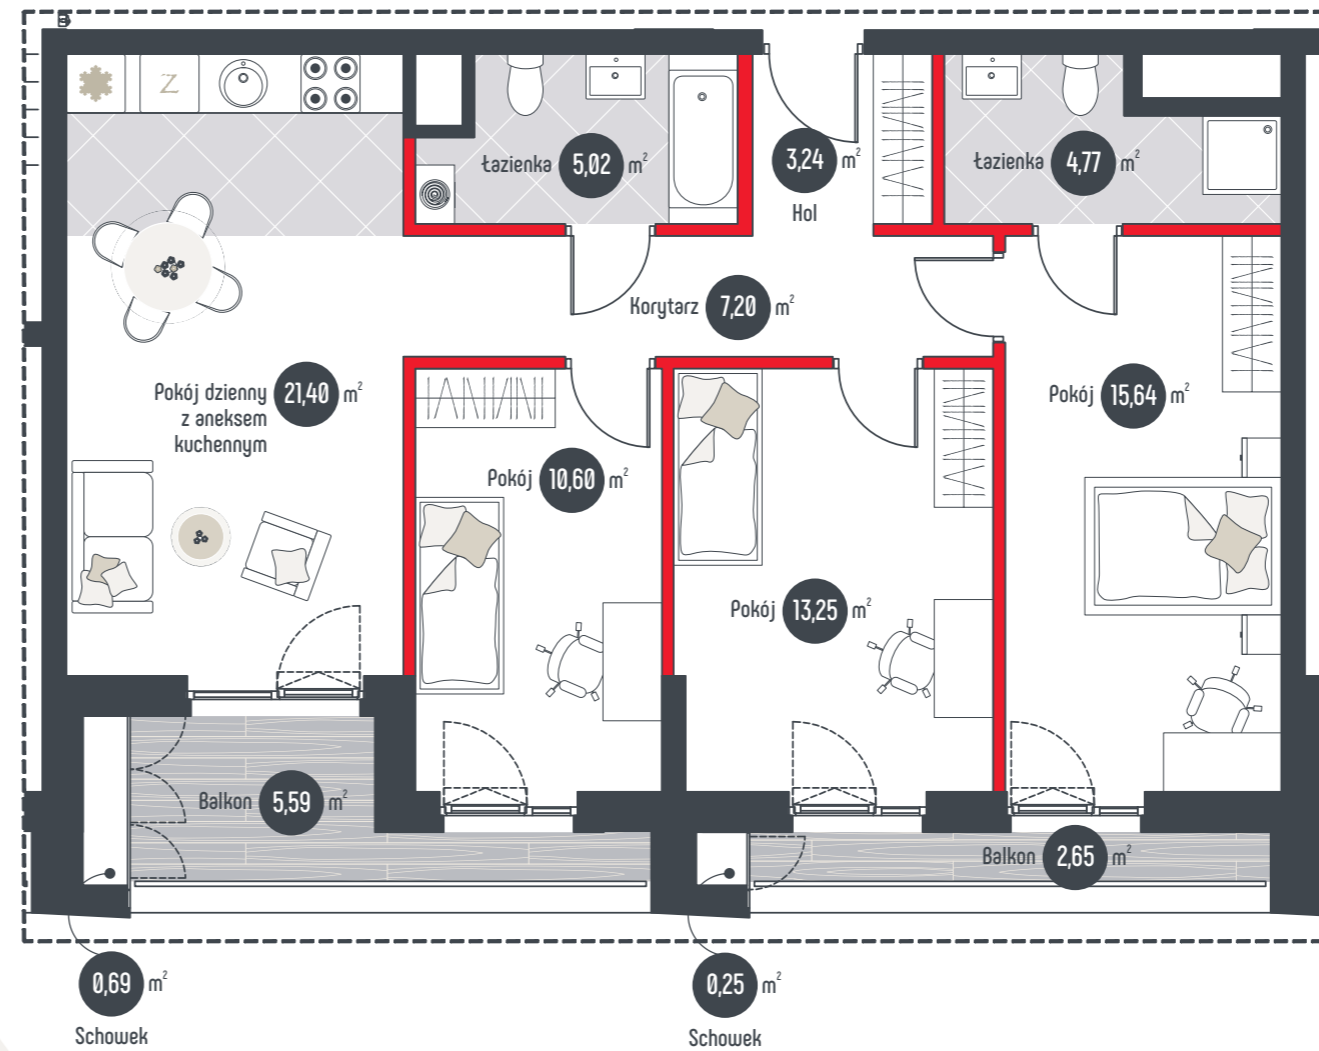 Z
Łazienka 5,02 m²
3,24 m²
Hol
Łazienka 4,77 m²
Korytarz 7,20 m²
Pokój dzienny 21,40 m²
z aneksem
kuchennym
Pokój 15,64 m²
Pokój 10,60 m²
Pokój 13,25 m²
Balkon 5,59 m²
Balkon 2,65 m²
0,69 m²
Schowek
0,25 m²
Schowek